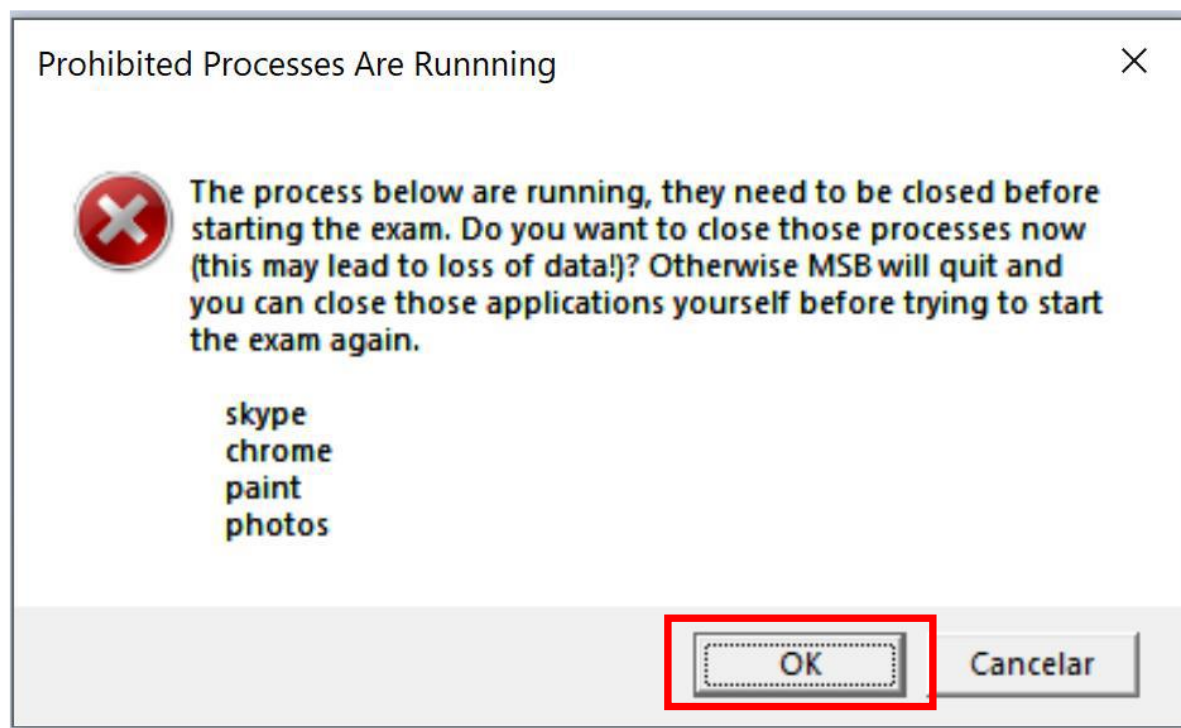 Prohibited Processes Are Runnning
The process below are running, they need to be closed before
starting the exam. Do you want to close those processes now
(this may lead to loss of data!)? Otherwise MSB will quit and
you can close those applications yourself before trying to start
the exam again.
skype
chrome
paint
photos
OK
Cancelar